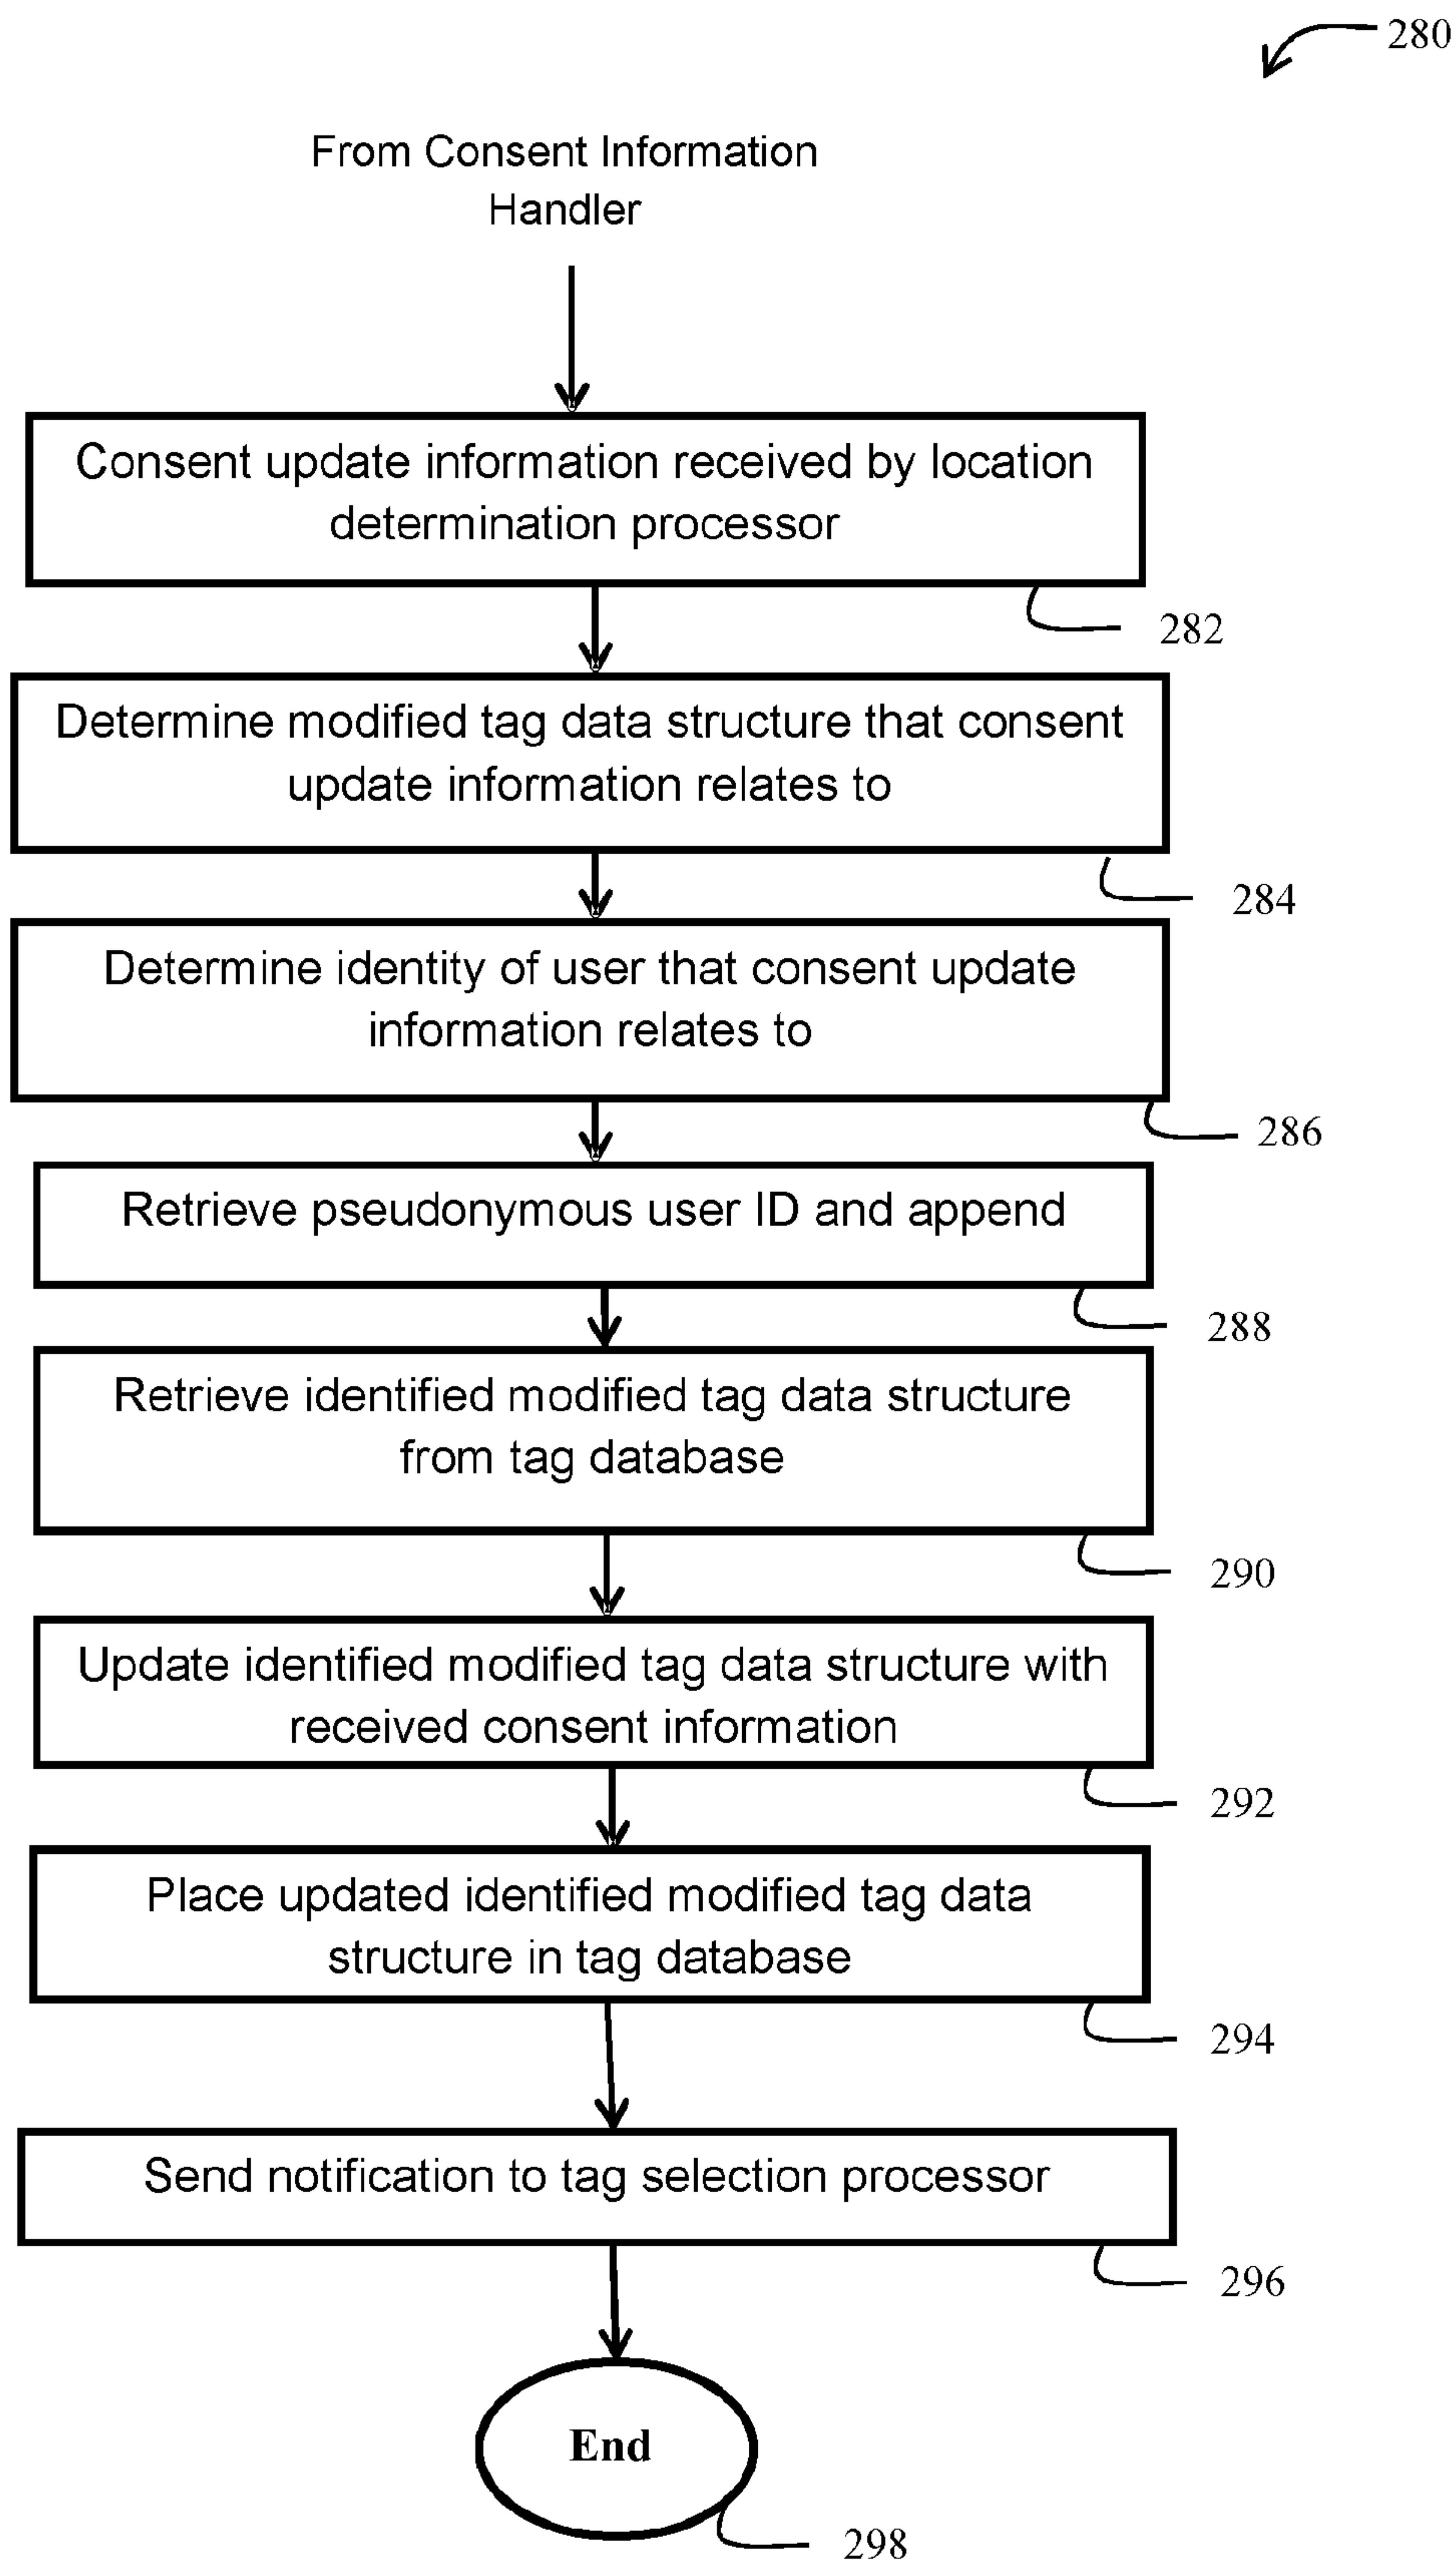 280
From Consent Information
Handler
Consent update information received by location
determination processor
282
Determine modified tag data structure that consent
update information relates to
284
Determine identity of user that consent update
information relates to
286
Retrieve pseudonymous user ID and append
288
Retrieve identified modified tag data structure
from tag database
290
Update identified modified tag data structure with
received consent information
292
Place updated identified modified tag data
structure in tag database
294
Send notification to tag selection processor
296
End
298